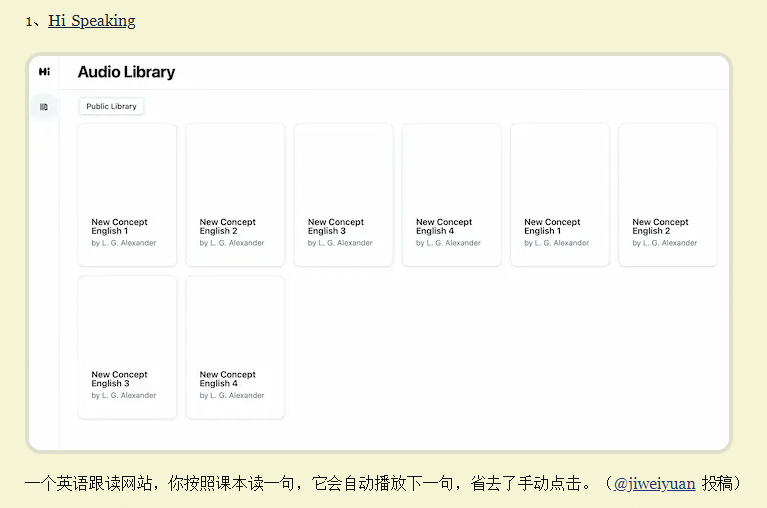 1、Hi Speaking
Hi
Audio Library
Public Library
New Concept
English 1
by L. G. Alexander
New Concept
English 2
by L. G. Alexander
New Concept
English 3
by L. G. Alexander
New Concept
English 4
by L. G. Alexander
New Concept
English 1
by L. G. Alexander
New Concept
English 2
by L. G. Alexander
New Concept
English 3
by L. G. Alexander
New Concept
English 4
by L. G. Alexander
一个英语跟读网站，你按照课本读一句，它会自动播放下一句，省去了手动点击。（@jiweiyuan 投稿）